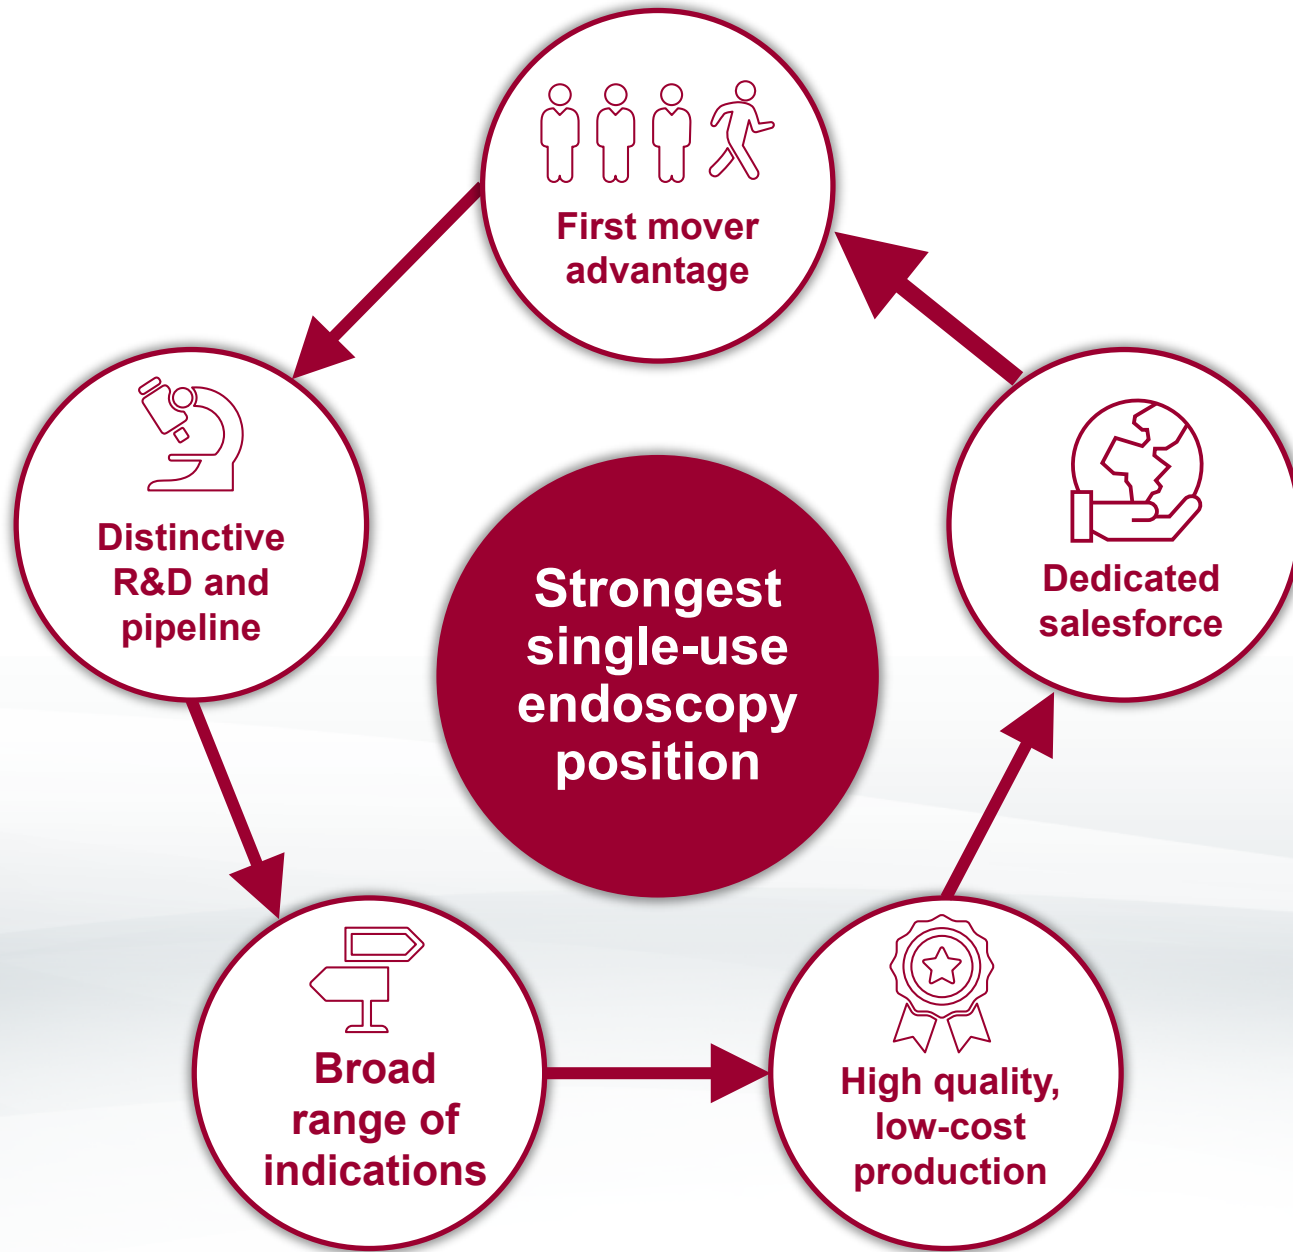 First mover
advantage
Distinctive
R&D and
pipeline
Dedicated
salesforce
Strongest
single-use
endoscopy
position
Broad
range of
indications
High quality,
low-cost
production